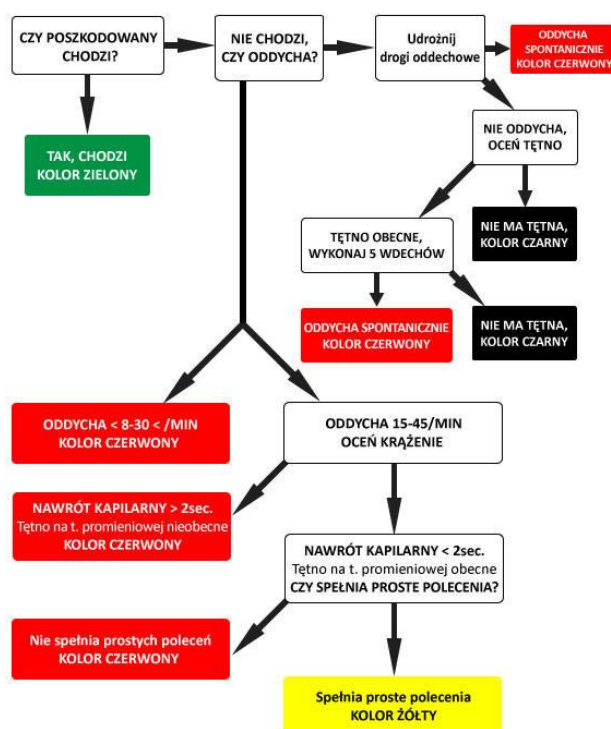 CZY POSZKODOWANY
CHODZI?
NIE CHODZI,
CZY ODDYCHA?
Udrożnij
drogi oddechowe
ODDYCHA
SPONTANICZNIE
KOLOR CZERWONY
TAK, CHODZI
KOLOR ZIELONY
NIE ODDYCHA,
OCEŃ TĘTNO
TĘTNO OBECNE,
WYKONAJ 5 WDECHÓW
NIE MA TĘTNA,
KOLOR CZARNY
ODDYCHA SPONTANICZNIE
KOLOR CZERWONY
NIE MA TĘTNA,
KOLOR CZARNY
ODDYCHA < 8-30 < /MIN
KOLOR CZERWONY
ODDYCHA 15-45/MIN
OCEŃ KRĄŻENIE
NAWRÓT KAPILARNY > 2sec.
Tętno na t. promieniowej nieobecne
KOLOR CZERWONY
NAWRÓT KAPILARNY < 2sec.
Tętno na t. promieniowej obecne
CZY SPEŁNIA PROSTE POLECENIA?
Nie spełnia prostych poleceń
KOLOR CZERWONY
Spełnia proste polecenia
KOLOR ŻÓŁTY